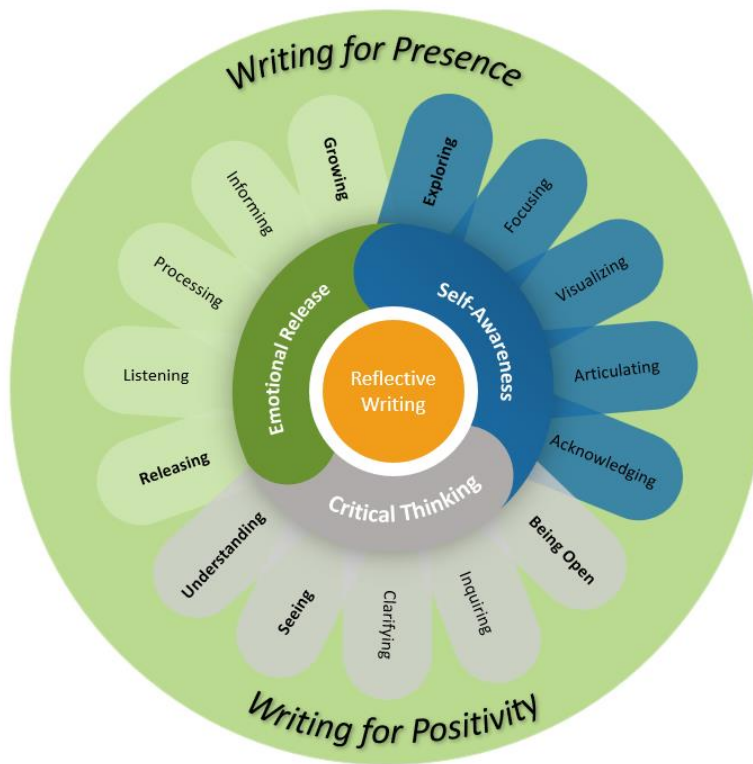 Writing for Presence
Growing
Exploring
Informing
Focusing
Processing
Visualizing
Listening
Articulating
Releasing
Acknowledging
Understanding
Being Open
Seeing
Clarifying
Inquiring
Emotional Release
Self-Awareness
Critical Thinking
Reflective
Writing
Writing for Positivity